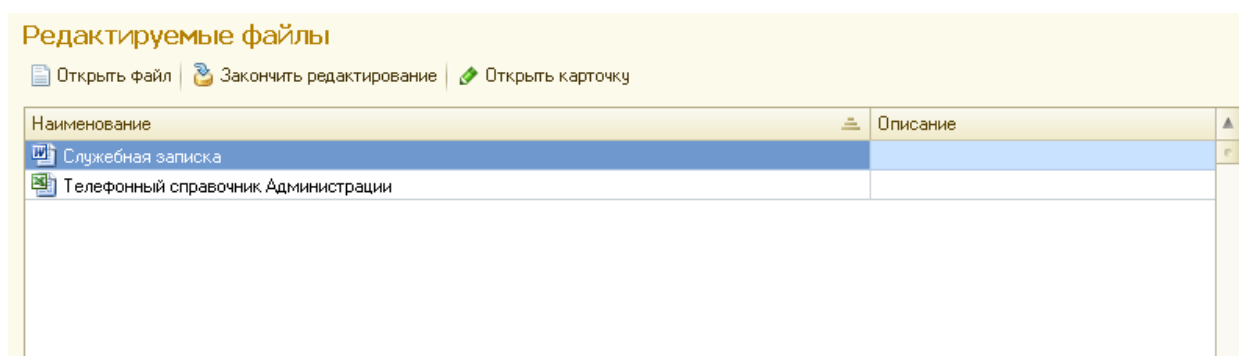 Редактируемые файлы
Открыть файл Закончить редактирование Открыть карточку
Наименование Описание
Служебная записка
Телефонный справочник Администрации